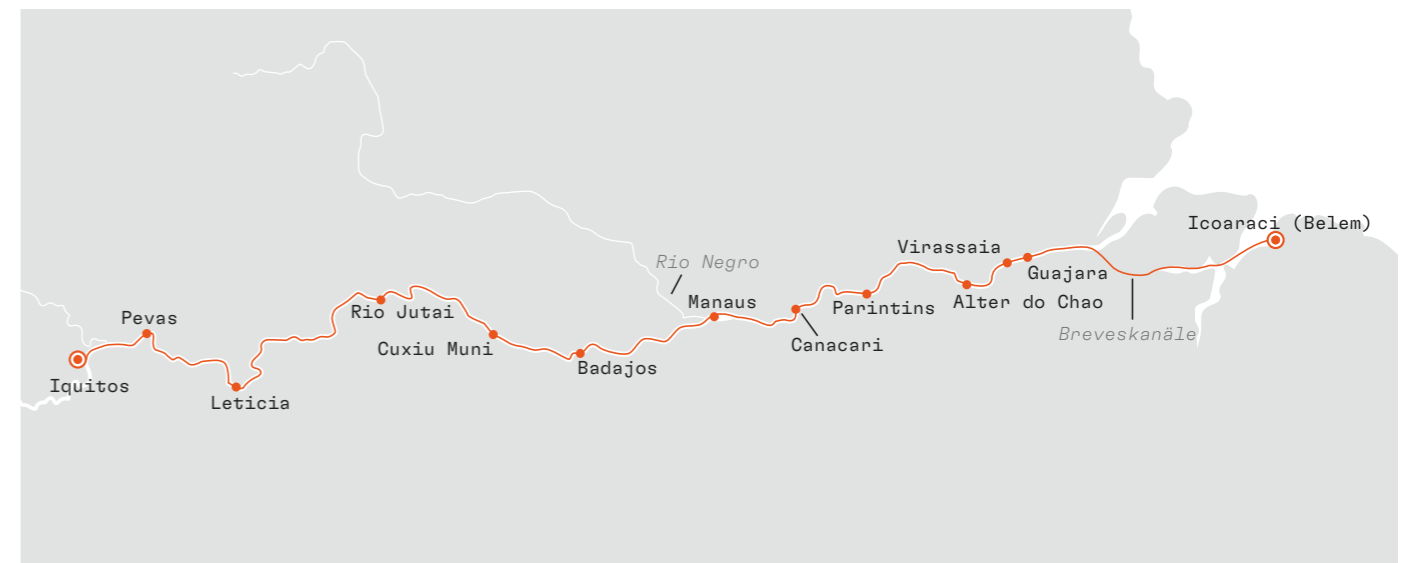 Icoaraci (Belem)
Virassaia
Río Negro
Guajara
Manaus
Alter do Chao
Parintins
Rio Jutai
Pevas
Breveskanäle
Canacari
Cuxiu Muni
Badajos
Iquitos
Leticia